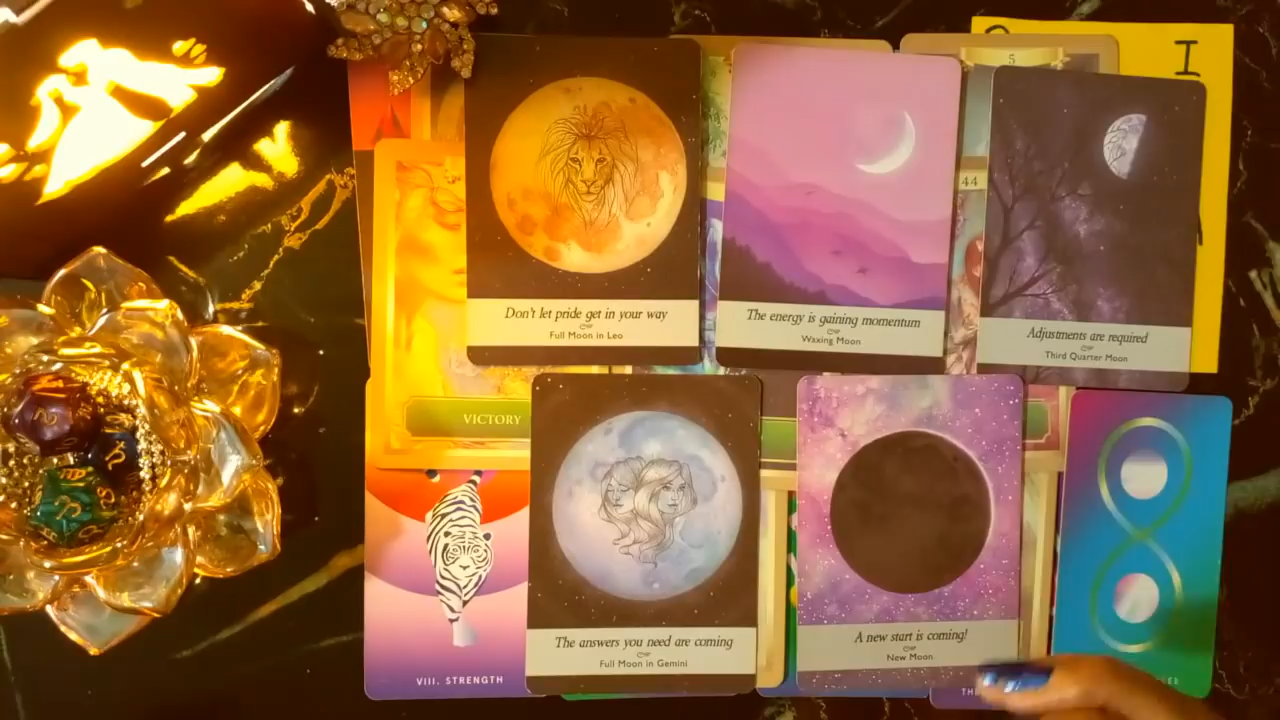 I
5
44
Don't let pride get in your way
Full Moon in Leo
The energy is gaining momentum
Waxing Moon
Adjustments are required
Third Quarter Moon
VICTORY
The answers you need are coming
Full Moon in Gemini
A new start is coming!
New Moon
VIII. STRENGTH